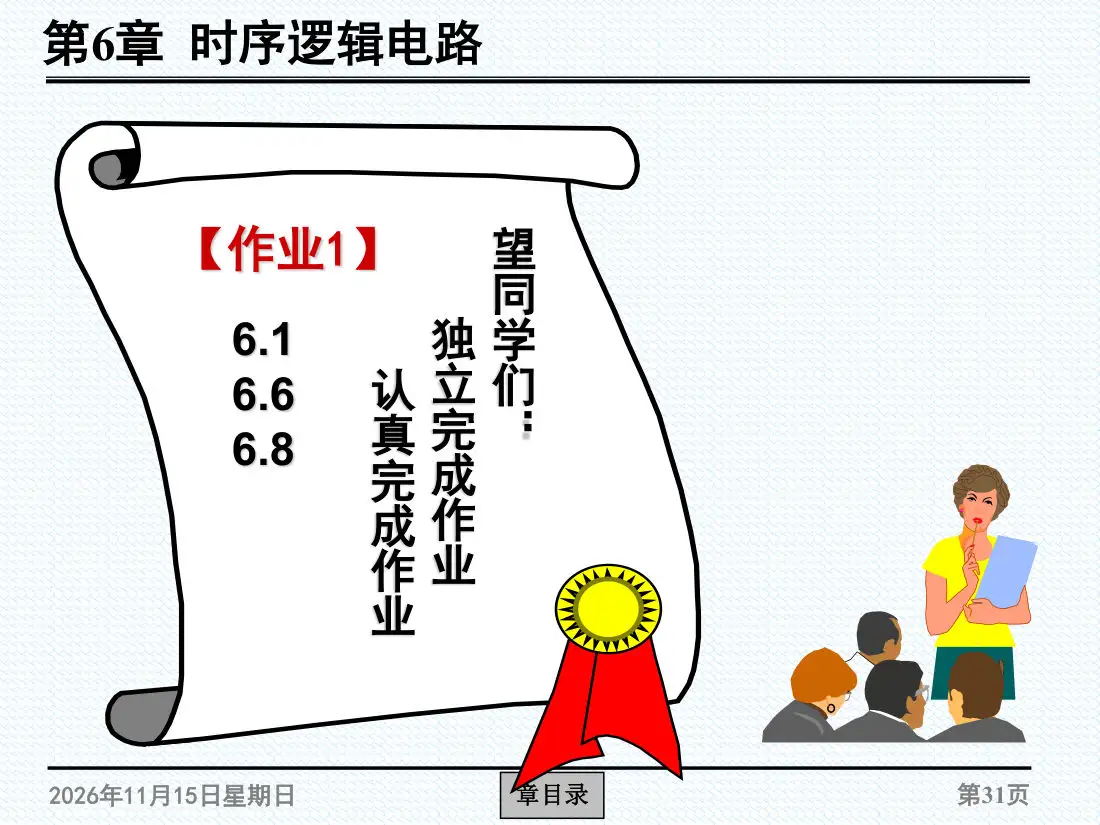 第6章 时序逻辑电路
【作业1】
6.1
6.6
6.8
望同学们：
独立完成作业
认真完成作业
2026年11月15日星期日
章目录
第31页